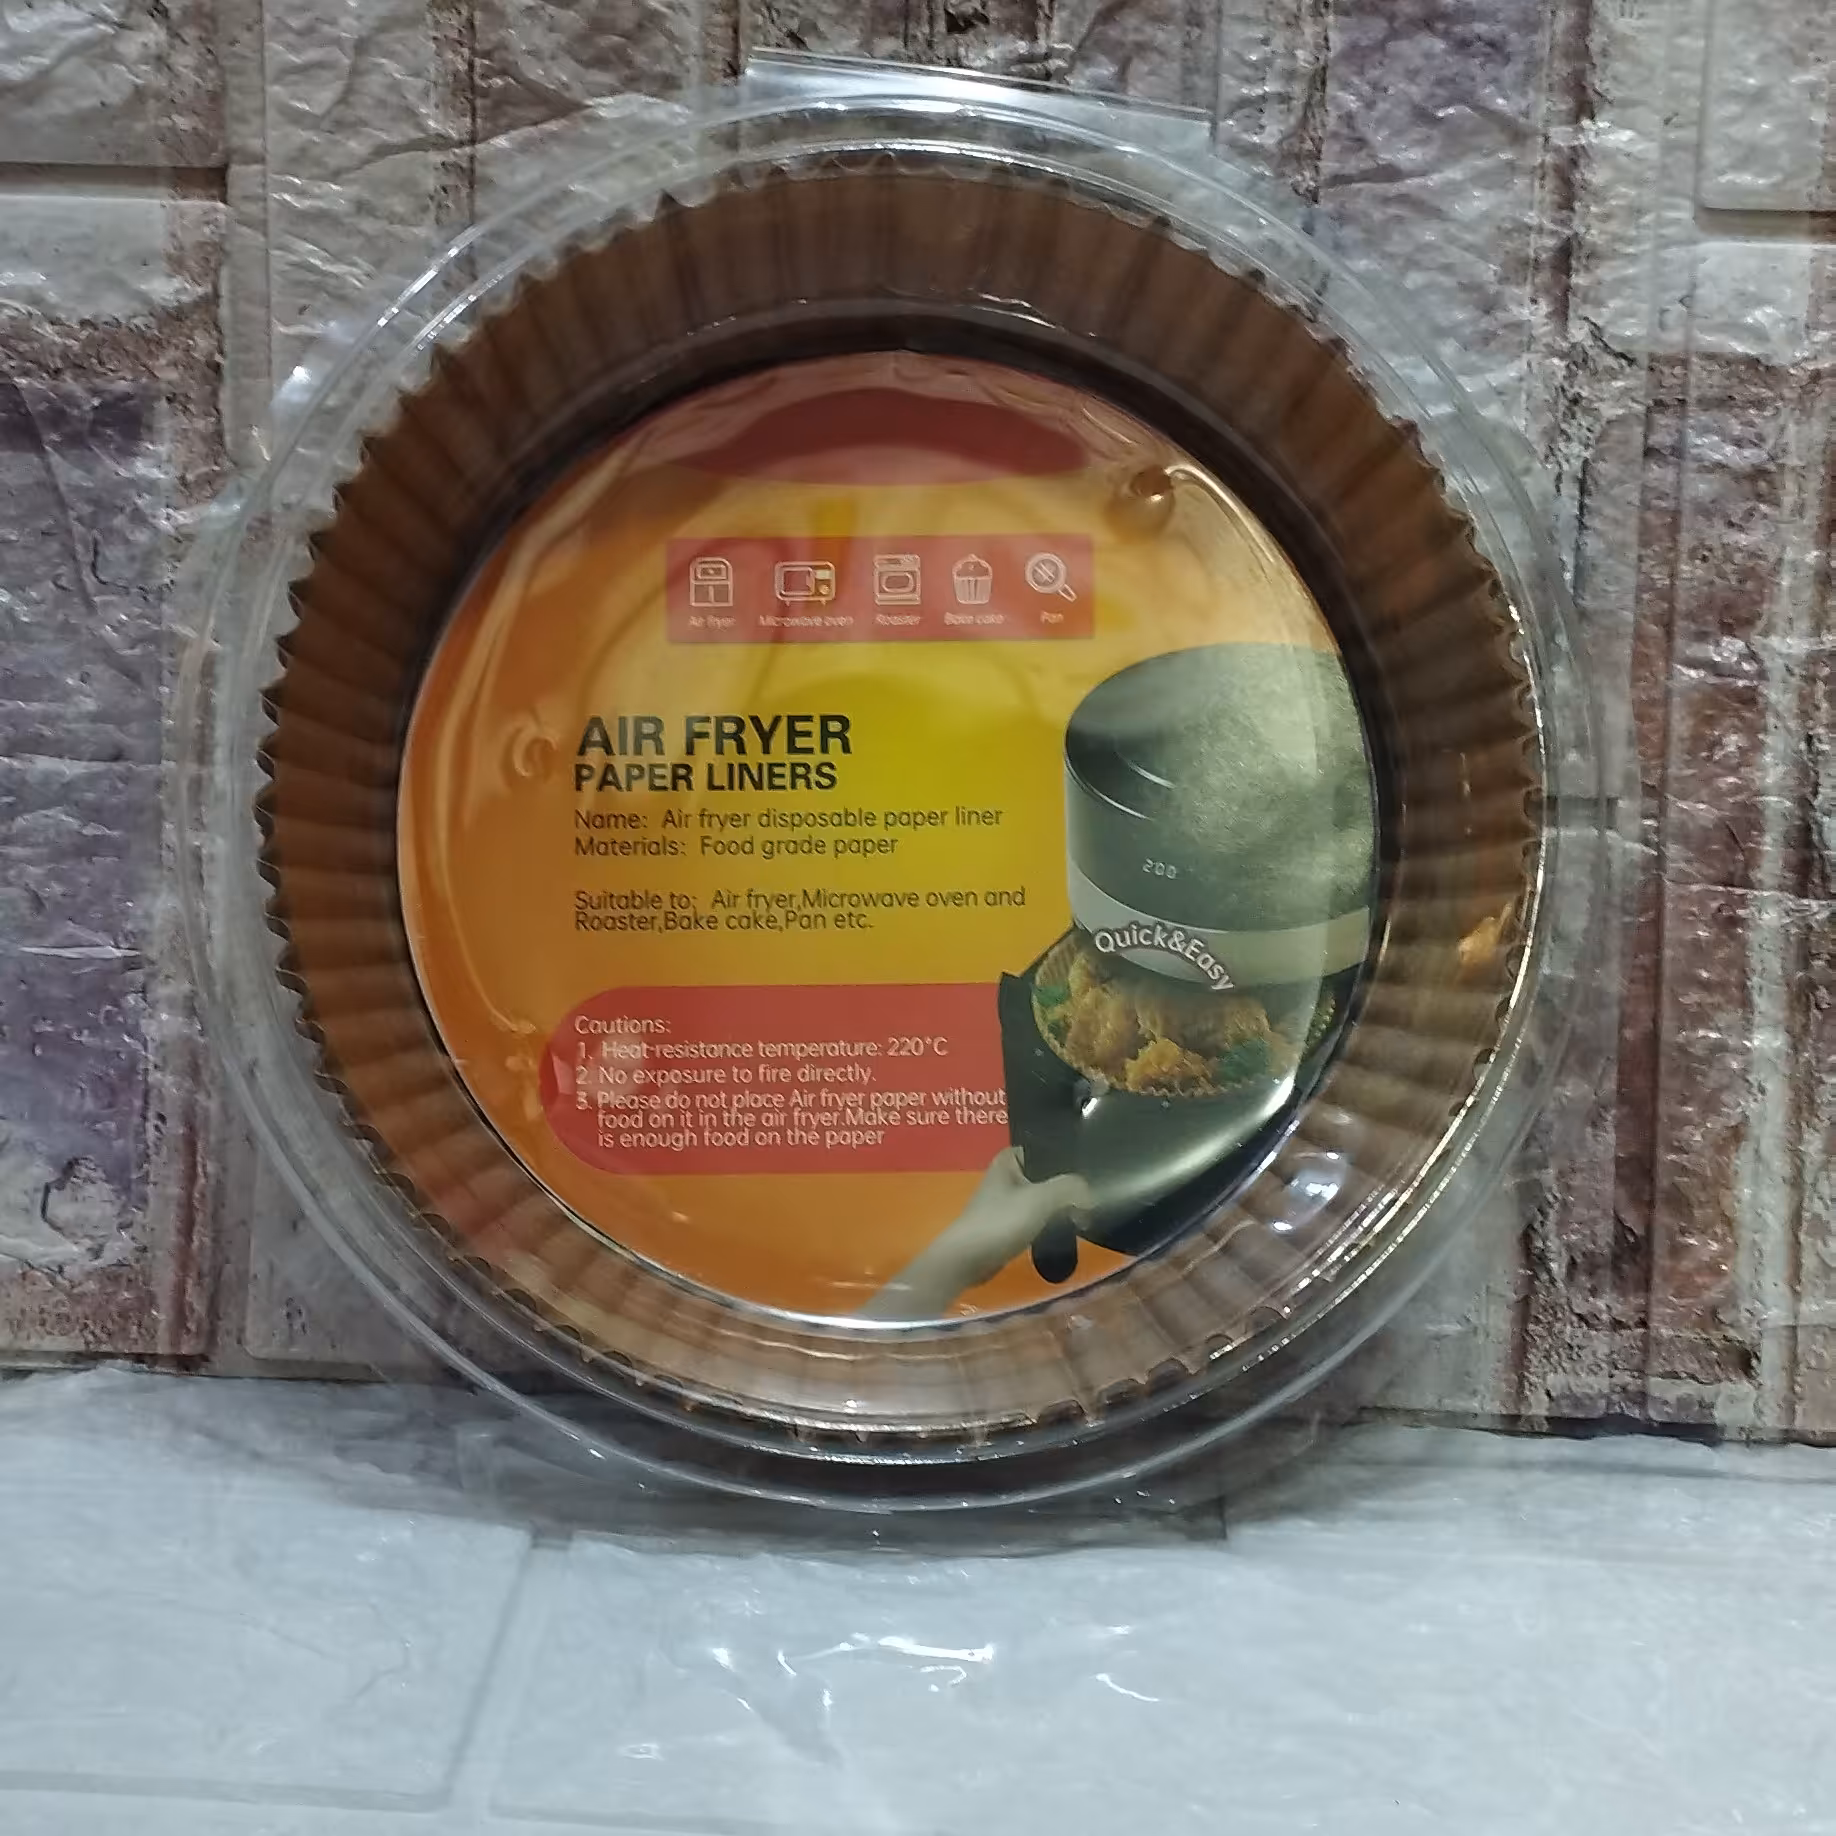 Air fryer Microwave oven Roaster Bake cake Pan
AIR FRYER
PAPER LINERS
Name: Air fryer disposable paper liner
Materials: Food grade paper
Suitable to: Air fryer,Microwave oven and
Roaster,Bake cake,Pan etc.
200
Quick&Easy
Cautions:
1. Heat-resistance temperature: 220°C
2. No exposure to fire directly.
3. Please do not place Air fryer paper without
food on it in the air fryer.Make sure there
is enough food on the paper